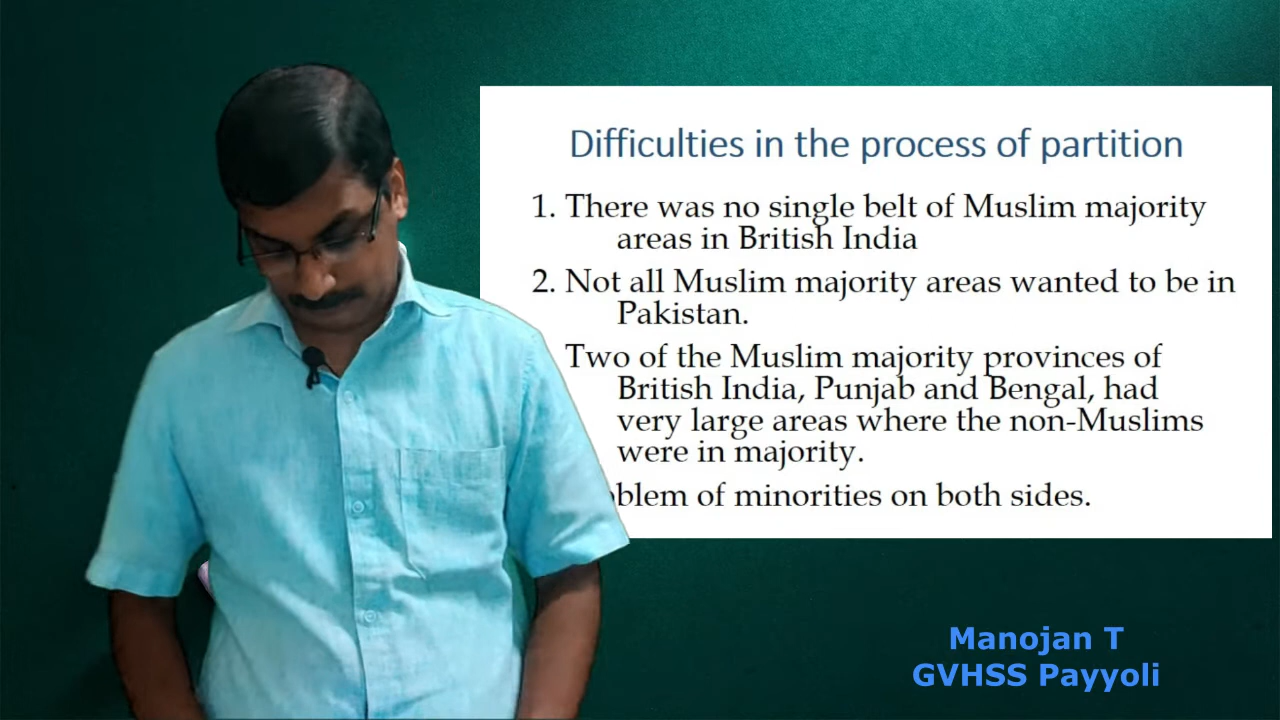 Difficulties in the process of partition
1. There was no single belt of Muslim majority
areas in British India
2. Not all Muslim majority areas wanted to be in
Pakistan.
Two of the Muslim majority provinces of
British India, Punjab and Bengal, had
very large areas where the non-Muslims
were in majority.
of minorities on both sides.
Manojan T
GVHSS Payyoli